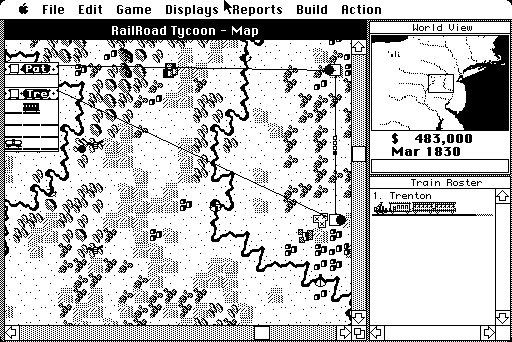 File Edit Game Displays Reports Build Action
RailRoad Tycoon - Map
World View
Pat
Tre
$ 483,000
Mar 1830
Train Roster
1. Trenton